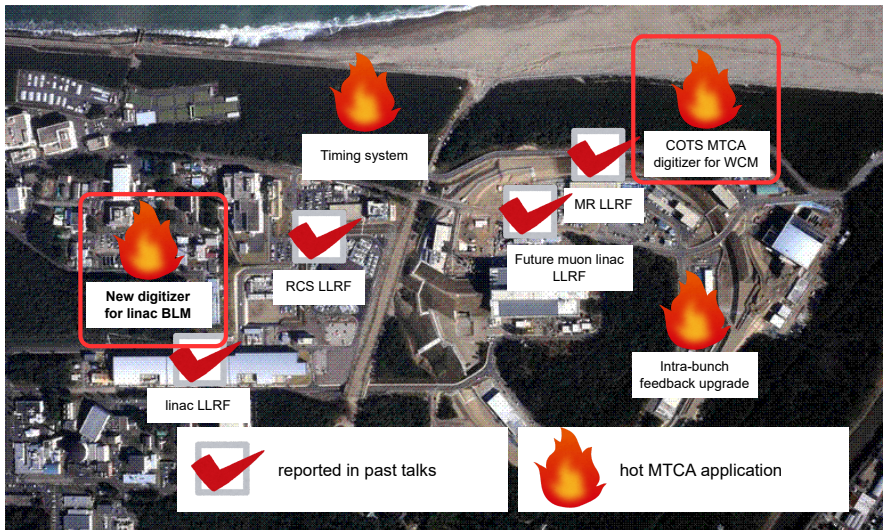 Timing system
COTS MTCA
digitizer for WCM
MR LLRF
Future muon linac
LLRF
RCS LLRF
New digitizer
for linac BLM
Intra-bunch
feedback upgrade
linac LLRF
reported in past talks
hot MTCA application